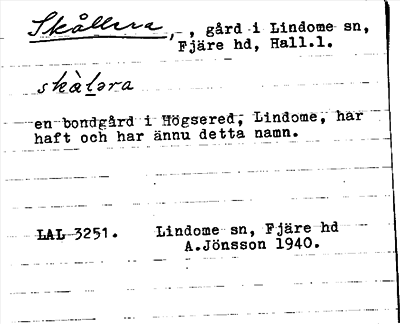 Skållera, -, gård i Lindome sn,
Fjäre hd, Hall.l.
skàləra
en bondgård i Högsered, Lindome, har
haft och har ännu detta namn.
LAL 3251. Lindome sn, Fjäre hd
A.Jönsson 1940.